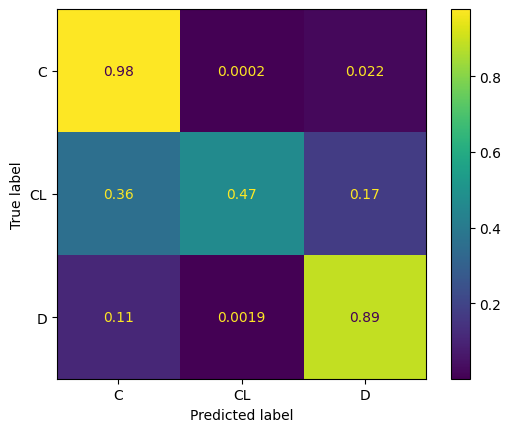 C 0.98 0.0002 0.022
0.8
0.6
True label
CL 0.36 0.47 0.17
0.4
0.2
D 0.11 0.0019 0.89
C CL D
Predicted label